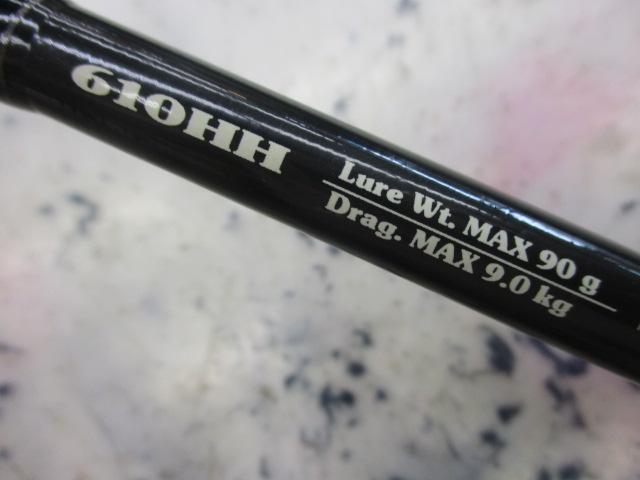 610HH
Lure Wt. MAX 90 g
Drag. MAX 9.0 kg